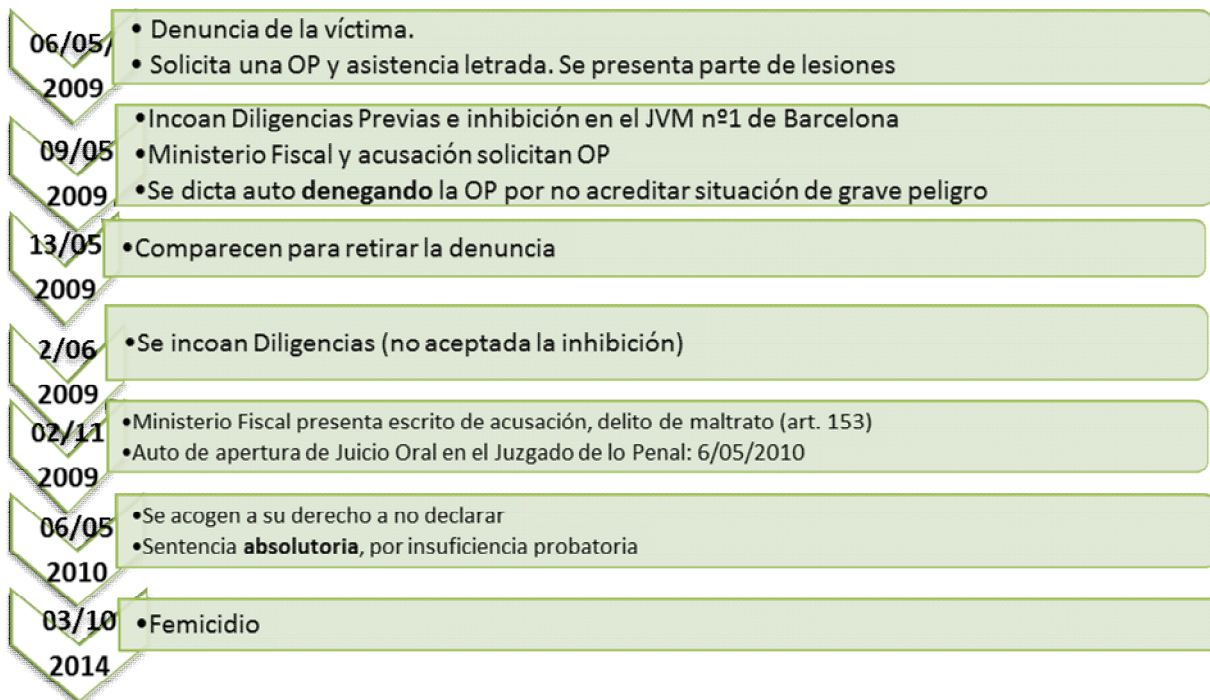 06/05/
2009
• Denuncia de la víctima.
• Solicita una OP y asistencia letrada. Se presenta parte de lesiones
09/05
2009
•Incoan Diligencias Previas e inhibición en el JVM nº1 de Barcelona
•Ministerio Fiscal y acusación solicitan OP
•Se dicta auto denegando la OP por no acreditar situación de grave peligro
13/05
2009
•Comparecen para retirar la denuncia
2/06
2009
•Se incoan Diligencias (no aceptada la inhibición)
02/11
2009
•Ministerio Fiscal presenta escrito de acusación, delito de maltrato (art. 153)
•Auto de apertura de Juicio Oral en el Juzgado de lo Penal: 6/05/2010
06/05
2010
•Se acogen a su derecho a no declarar
•Sentencia absolutoria, por insuficiencia probatoria
03/10
2014
•Femicidio